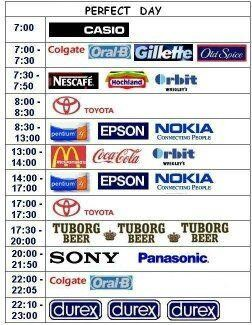 PERFECT DAY
7:00 CASIO
7:00 - 7:30 Colgate Oral-B Gillette Old Spice
7:30 - 7:50 NESCAFÉ Hochland Orbit WRIGLEY'S
8:00 - 8:30 TOYOTA
8:30 - 13:00 pentium 4 EPSON NOKIA CONNECTING PEOPLE
13:00 14:00 McDonald's Coca-Cola Orbit WRIGLEY'S
14:00 - 17:00 pentium 4 EPSON NOKIA CONNECTING PEOPLE
17:00 - 17:30 TOYOTA
17:30 - 20:00 TUBORG BEER TUBORG BEER TUBORG BEER
20:00 - 21:50 SONY Panasonic
22:00 - 22:05 Colgate Oral-B
22:10 - 23:00 durex durex durex